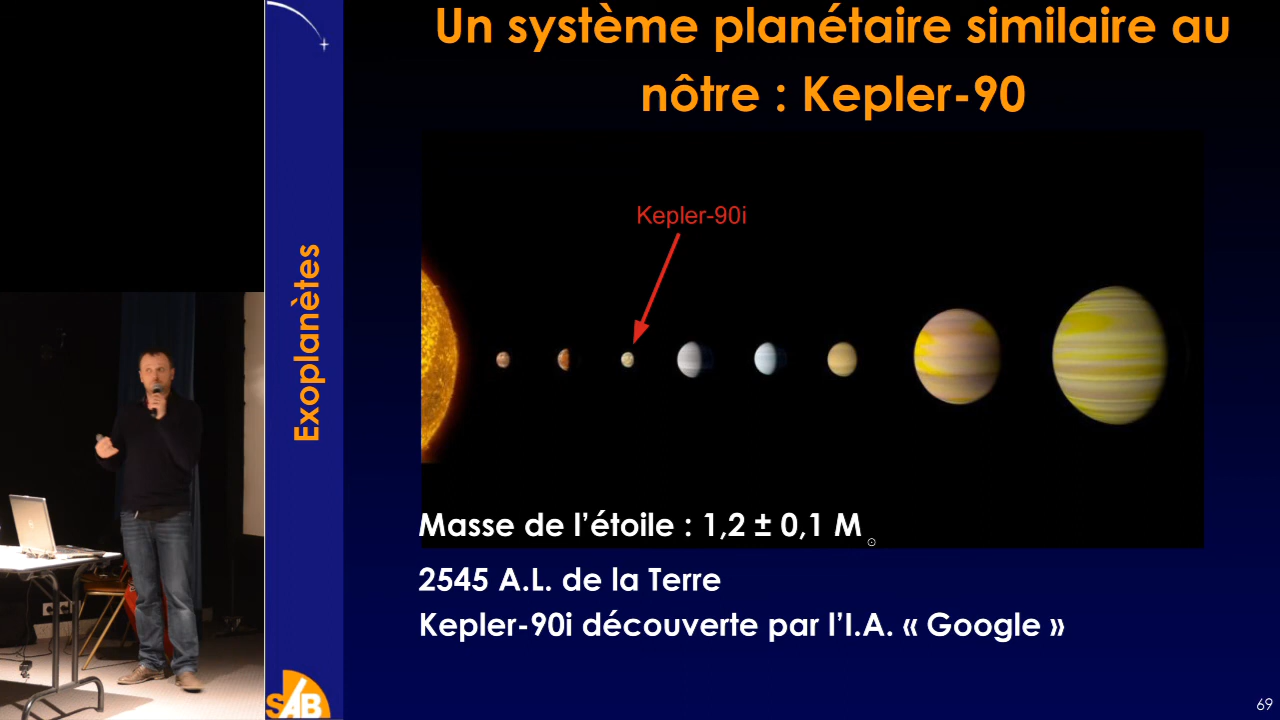 Un système planétaire similaire au
nôtre : Kepler-90
Kepler-90i
Exoplanètes
Masse de l’étoile : 1,2 ± 0,1 M☉
2545 A.L. de la Terre
Kepler-90i découverte par l’I.A. « Google »
SAB
69